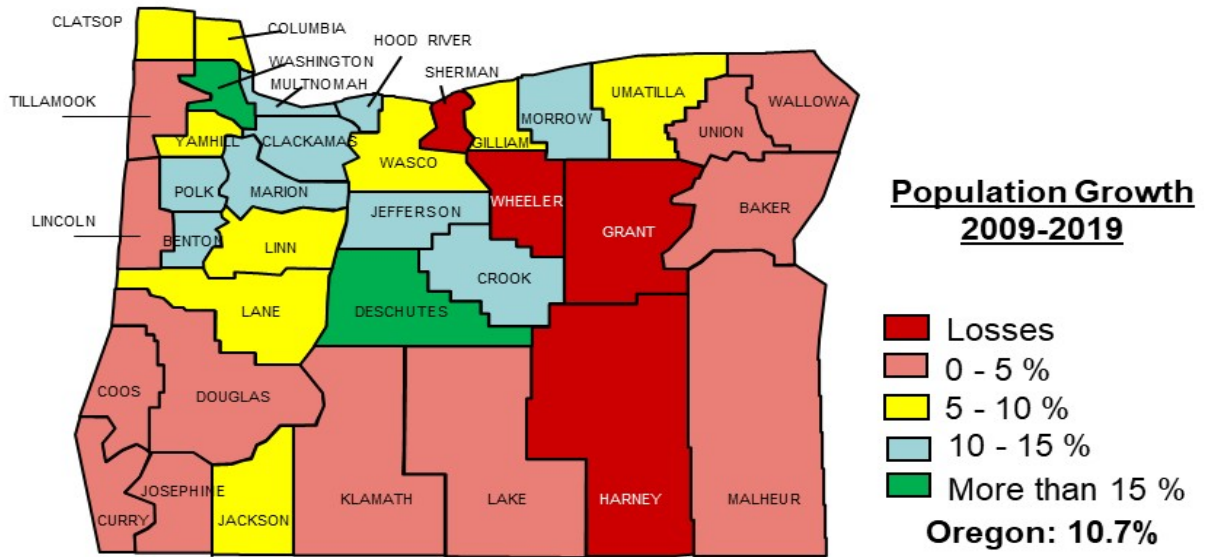 CLATSOP
COLUMBIA
HOOD RIVER
WASHINGTON
SHERMAN
MULTNOMAH
TILLAMOOK
UMATILLA
WALLOWA
MORROW
UNION
YAMHILL
CLACKAMAS
GILLIAM
WASCO
POLK
MARION
WHEELER
BAKER
JEFFERSON
LINCOLN
GRANT
BENTON
LINN
CROOK
LANE
DESCHUTES
COOS
DOUGLAS
JOSEPHINE
KLAMATH
LAKE
HARNEY
MALHEUR
CURRY
JACKSON
Population Growth
2009-2019
Losses
0 - 5 %
5 - 10 %
10 - 15 %
More than 15 %
Oregon: 10.7%